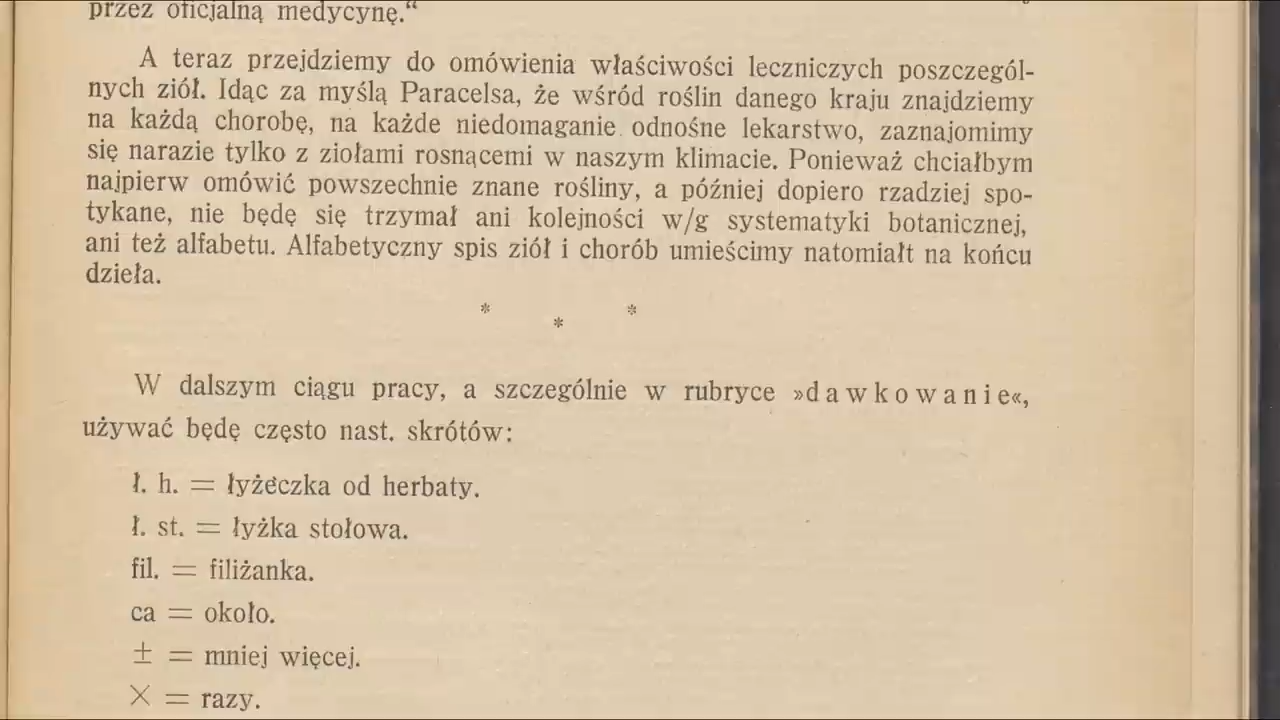 przez oficjalną medycynę.“
A teraz przejdziemy do omówienia właściwości leczniczych poszczegól-
nych ziół. Idąc za myślą Paracelsa, że wśród roślin danego kraju znajdziemy
na każdą chorobę, na każde niedomaganie odnośne lekarstwo, zaznajomimy
się narazie tylko z ziołami rosnącemi w naszym klimacie. Ponieważ chciałbym
najpierw omówić powszechnie znane rośliny, a później dopiero rzadziej spo-
tykane, nie będę się trzymał ani kolejności w/g systematyki botanicznej,
ani też alfabetu. Alfabetyczny spis ziół i chorób umieścimy natomiałt na końcu
dzieła.
* * *
W dalszym ciągu pracy, a szczególnie w rubryce »dawkowanie«,
używać będę często nast. skrótów:
ł. h. = łyżeczka od herbaty.
ł. st. = łyżka stołowa.
fil. = filiżanka.
ca = około.
± = mniej więcej.
× = razy.